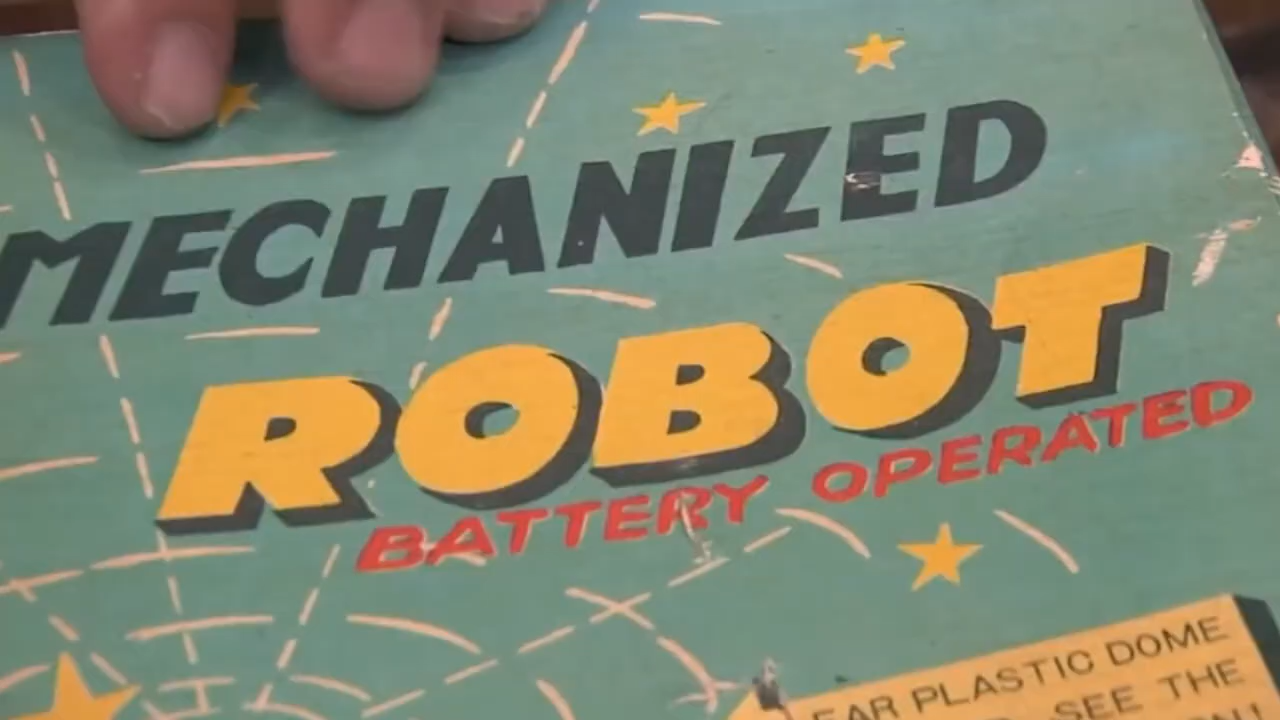 MECHANIZED
ROBOT
BATTERY OPERATED
PLASTIC DOME
SEE THE